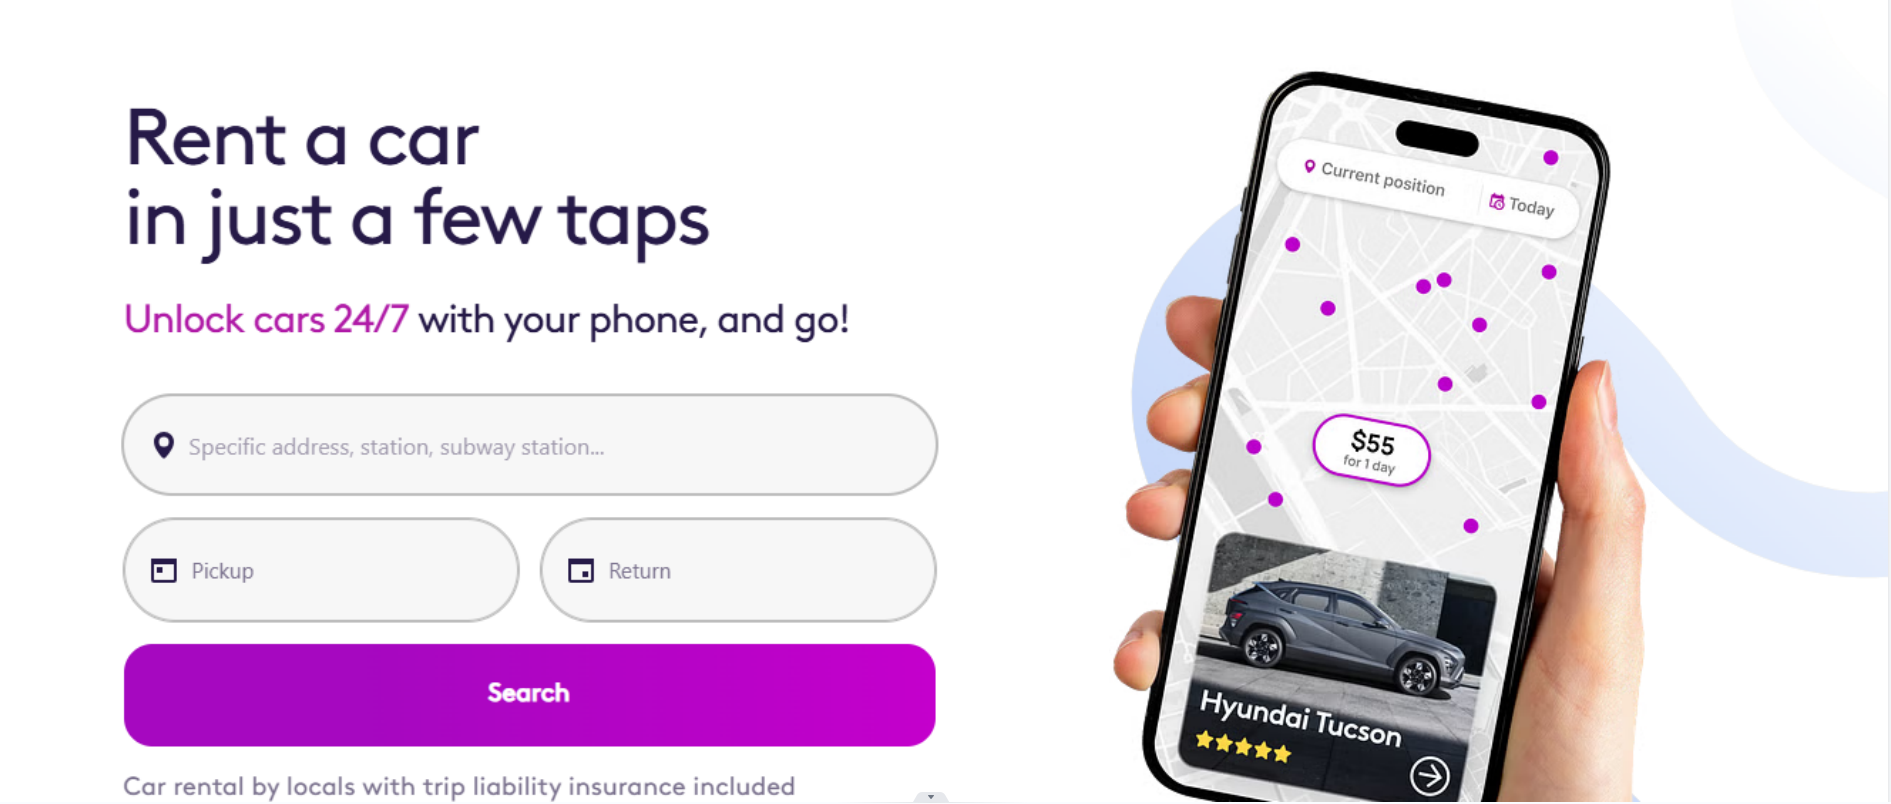 Rent a car
in just a few taps
Unlock cars 24/7 with your phone, and go!
Specific address, station, subway station...
Pickup
Return
Search
Car rental by locals with trip liability insurance included
Current position
Today
$55
for 1 day
Hyundai Tucson